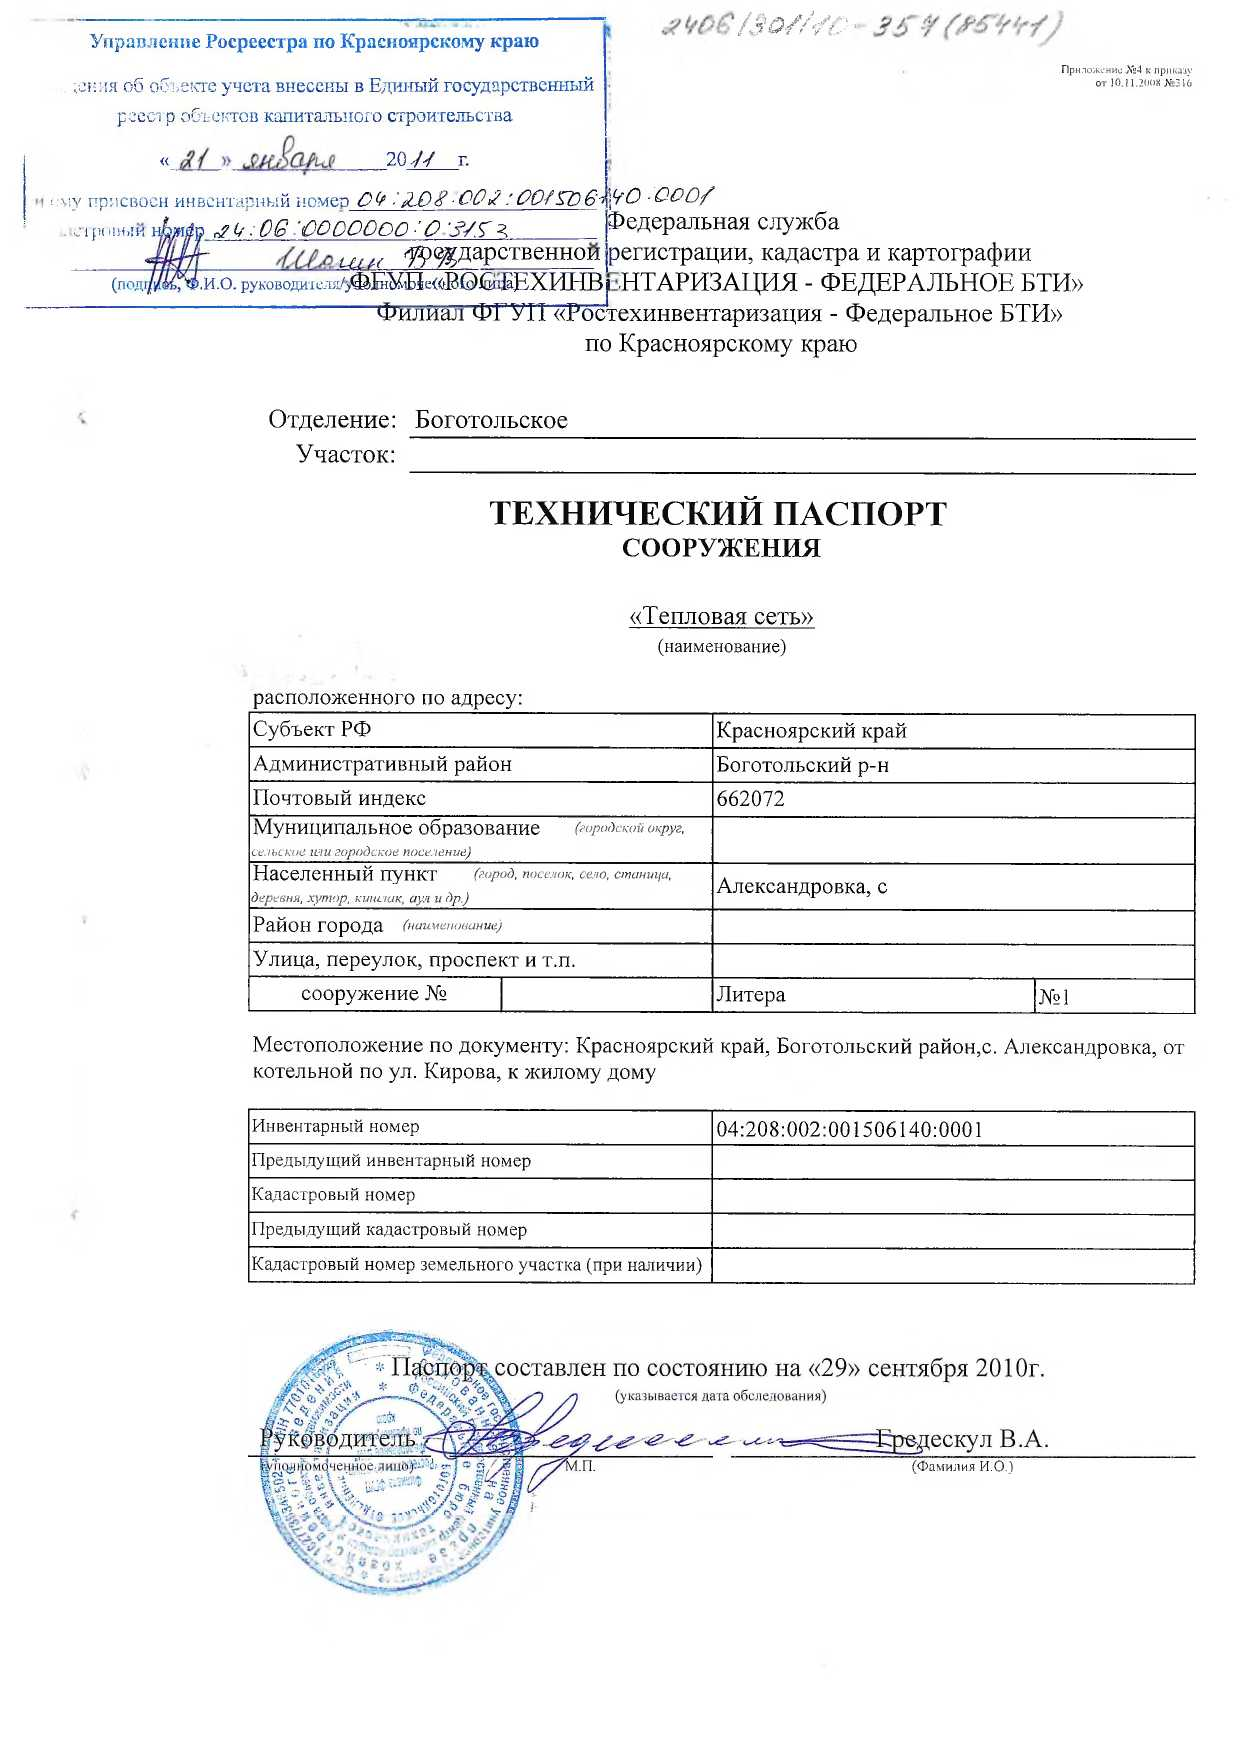 2406/301/10-357(85441)
Приложение №4 к приказу
от 10.11.2008 №316
Управление Росреестра по Красноярскому краю
дения об объекте учета внесены в Единый государственный
реестр объектов капитального строительства
«21» января 2011 г.
и ему присвоен инвентарный номер 04:208:002:001506140:0001
астровый номер 24:06:0000000:0:3153
Шагин В.В.
(подпись, Ф.И.О. руководителя/уполномоченного лица)
Федеральная служба
государственной регистрации, кадастра и картографии
ФГУП «РОСТЕХИНВЕНТАРИЗАЦИЯ - ФЕДЕРАЛЬНОЕ БТИ»
Филиал ФГУП «Ростехинвентаризация - Федеральное БТИ»
по Красноярскому краю
Отделение: Боготольское
Участок:
ТЕХНИЧЕСКИЙ ПАСПОРТ
СООРУЖЕНИЯ
«Тепловая сеть»
(наименование)
расположенного по адресу:
Субъект РФ Красноярский край
Административный район Боготольский р-н
Почтовый индекс 662072
Муниципальное образование (городской округ,
сельское или городское поселение)
Населенный пункт (город, поселок, село, станица,
деревня, хутор, кишлак, аул и др.) Александровка, с
Район города (наименование)
Улица, переулок, проспект и т.п.
сооружение № Литера №1
Местоположение по документу: Красноярский край, Боготольский район,с. Александровка, от
котельной по ул. Кирова, к жилому дому
Инвентарный номер 04:208:002:001506140:0001
Предыдущий инвентарный номер
Кадастровый номер
Предыдущий кадастровый номер
Кадастровый номер земельного участка (при наличии)
Паспорт составлен по состоянию на «29» сентября 2010г.
(указывается дата обследования)
Руководитель Гредескул В.А.
(уполномоченное лицо) М.П. (Фамилия И.О.)